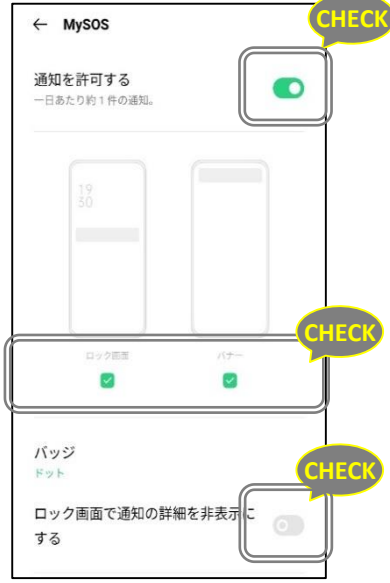 CHECK
← MySOS
通知を許可する
一日あたり約1件の通知。
19
30
CHECK
ロック画面 バナー
バッジ
ドット
CHECK
ロック画面で通知の詳細を非表示に
する